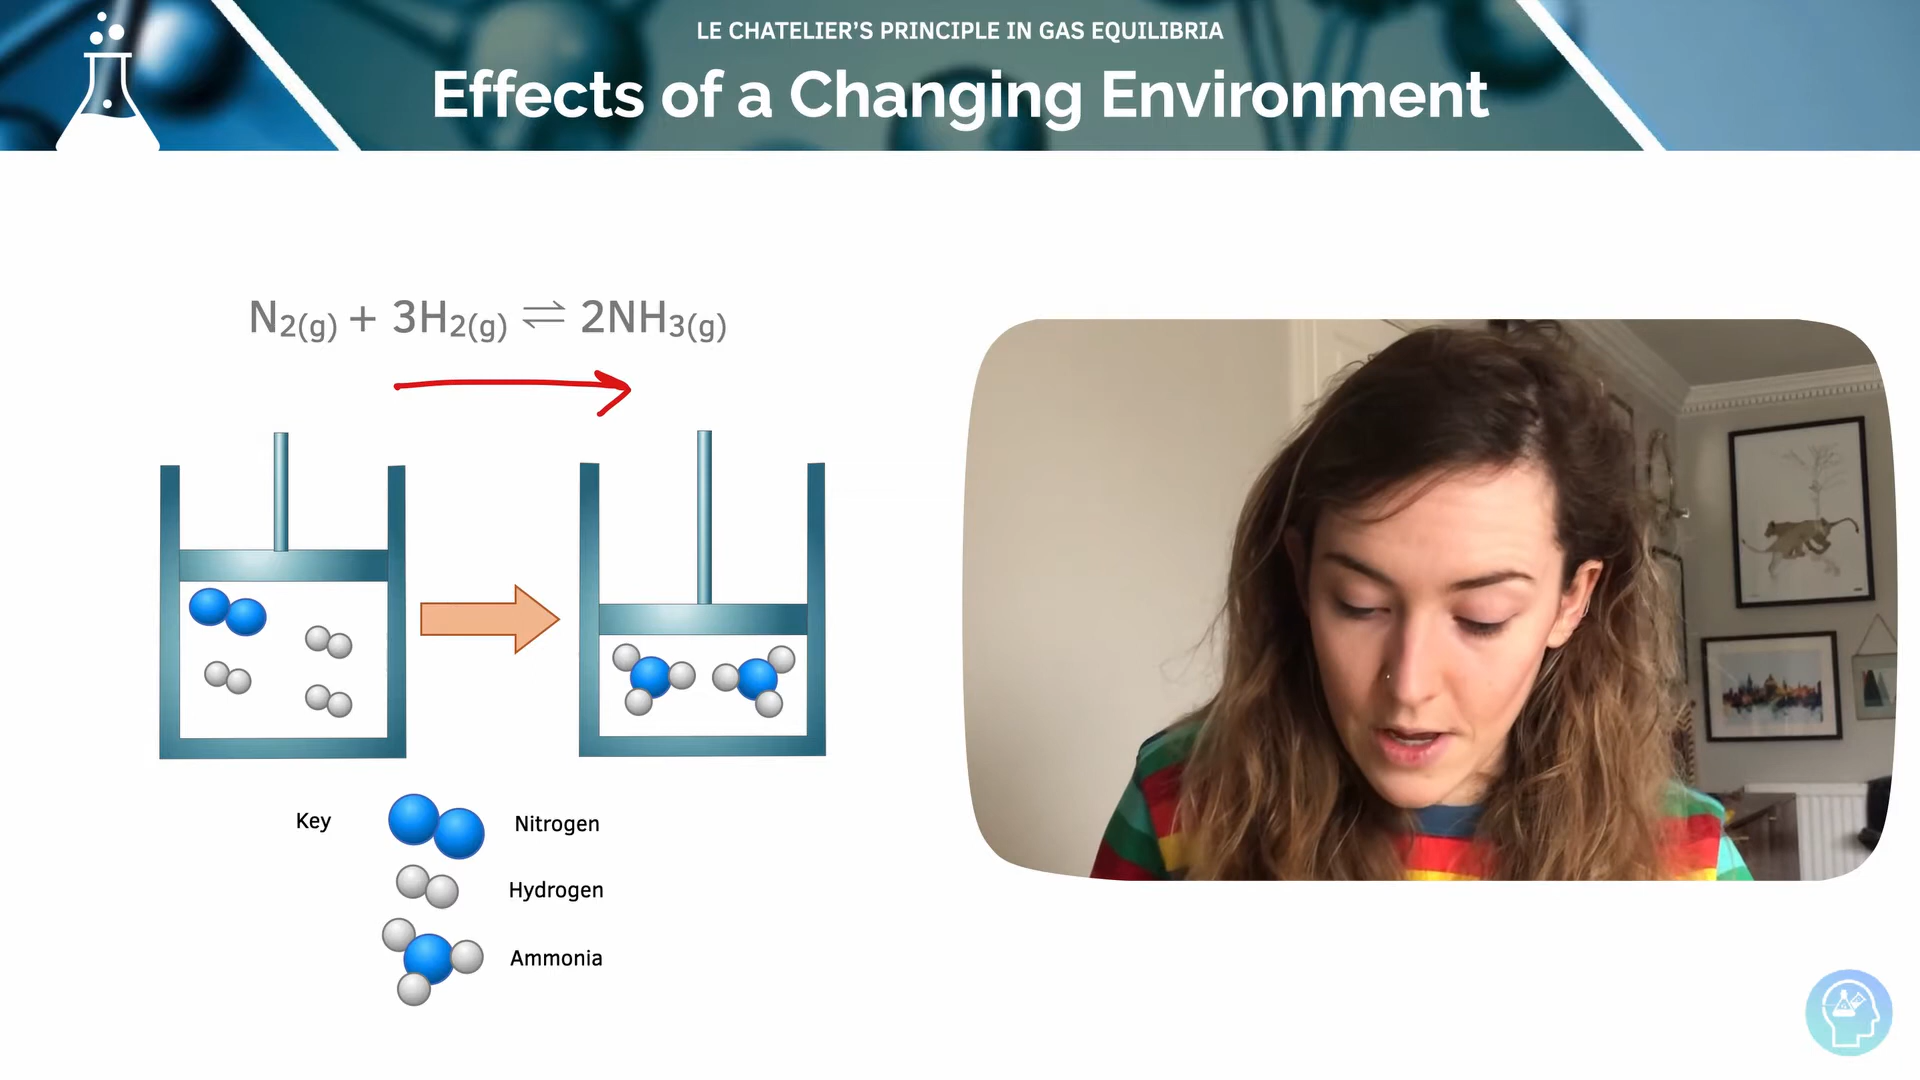 LE CHATELIER'S PRINCIPLE IN GAS EQUILIBRIA
Effects of a Changing Environment
N₂(g) + 3H₂(g) ⇌ 2NH₃(g)
Key
Nitrogen
Hydrogen
Ammonia